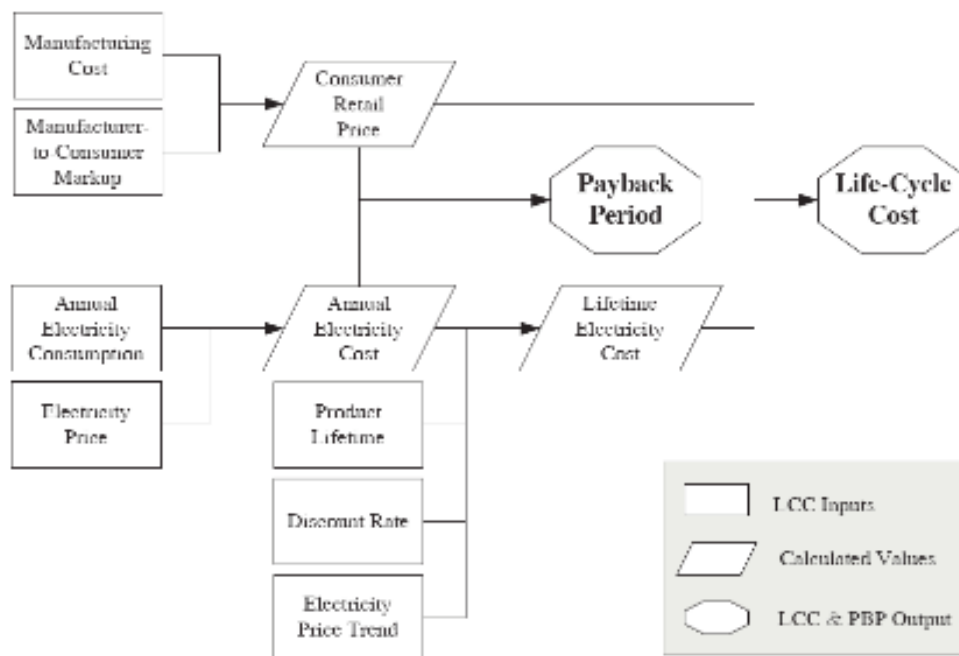 Manufacturing
Cost
Manufacturer-
to-Consumer
Markup
Consumer
Retail
Price
Payback
Period
Life-Cycle
Cost
Annual
Electricity
Consumption
Annual
Electricity
Cost
Lifetime
Electricity
Cost
Electricity
Price
Product
Lifetime
Discount Rate
Electricity
Price Trend
LCC Inputs
Calculated Values
LCC & PBP Output